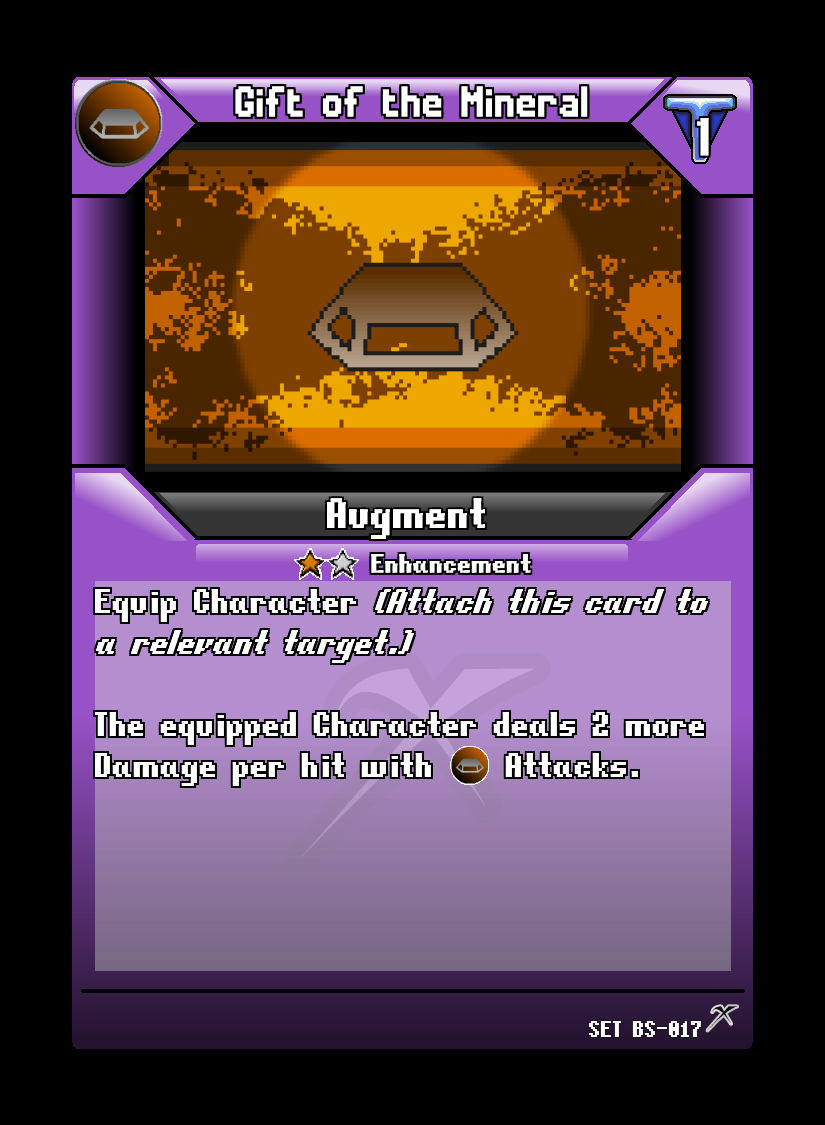 Gift of the Mineral
1
Augment
Enhancement
Equip Character (Attach this card to
a relevant target.)
The equipped Character deals 2 more
Damage per hit with Attacks.
SET BS-017